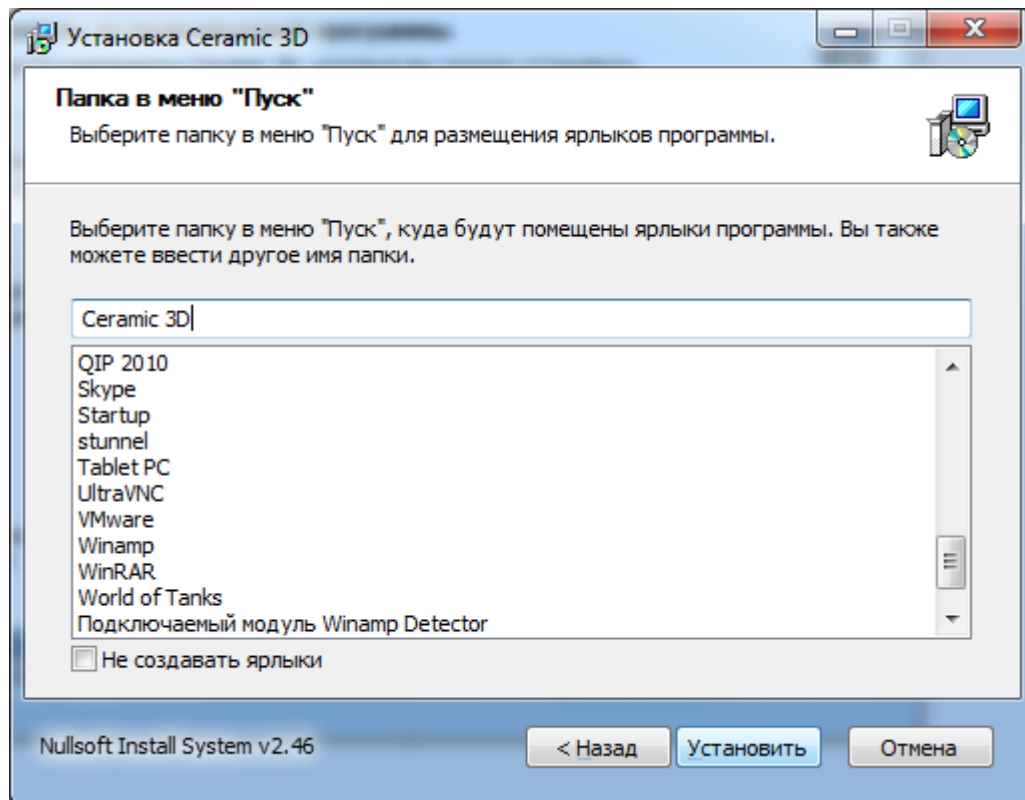 Установка Ceramic 3D
Папка в меню "Пуск"
Выберите папку в меню "Пуск" для размещения ярлыков программы.
Выберите папку в меню "Пуск", куда будут помещены ярлыки программы. Вы также
можете ввести другое имя папки.
Ceramic 3D
QIP 2010
Skype
Startup
stunnel
Tablet PC
UltraVNC
VMware
Winamp
WinRAR
World of Tanks
Подключаемый модуль Winamp Detector
Не создавать ярлыки
Nullsoft Install System v2.46
< Назад
Установить
Отмена